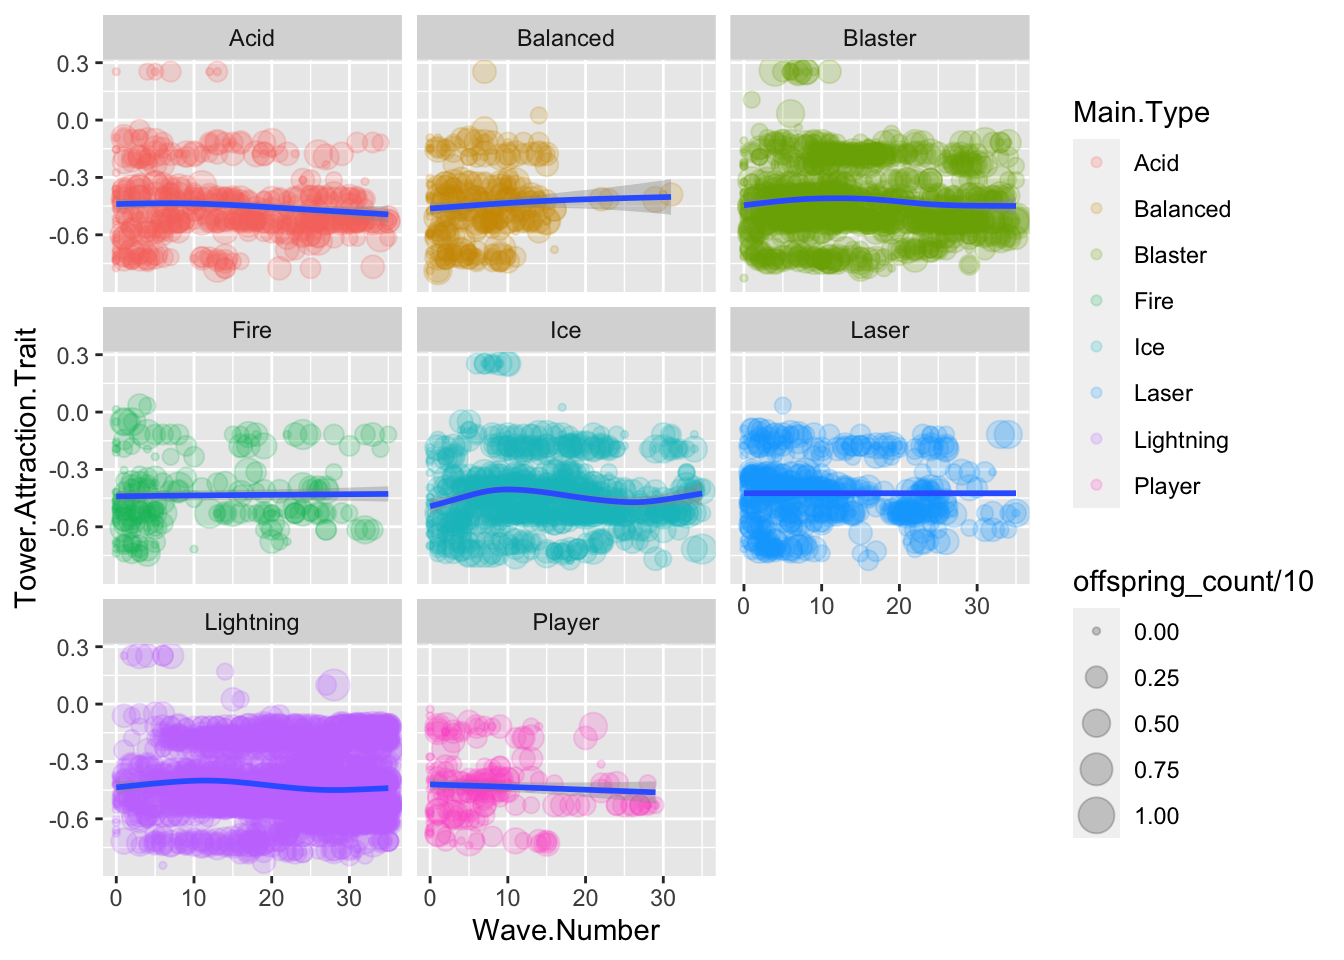 Acid
Balanced
Blaster
0.3
0.0
-0.3
-0.6
Fire
Ice
Laser
0.3
0.0
-0.3
-0.6
0
10
20
30
Lightning
Player
0.3
0.0
-0.3
-0.6
0
10
20
30
0
10
20
30
Wave.Number
Tower.Attraction.Trait
Main.Type
Acid
Balanced
Blaster
Fire
Ice
Laser
Lightning
Player
offspring_count/10
0.00
0.25
0.50
0.75
1.00